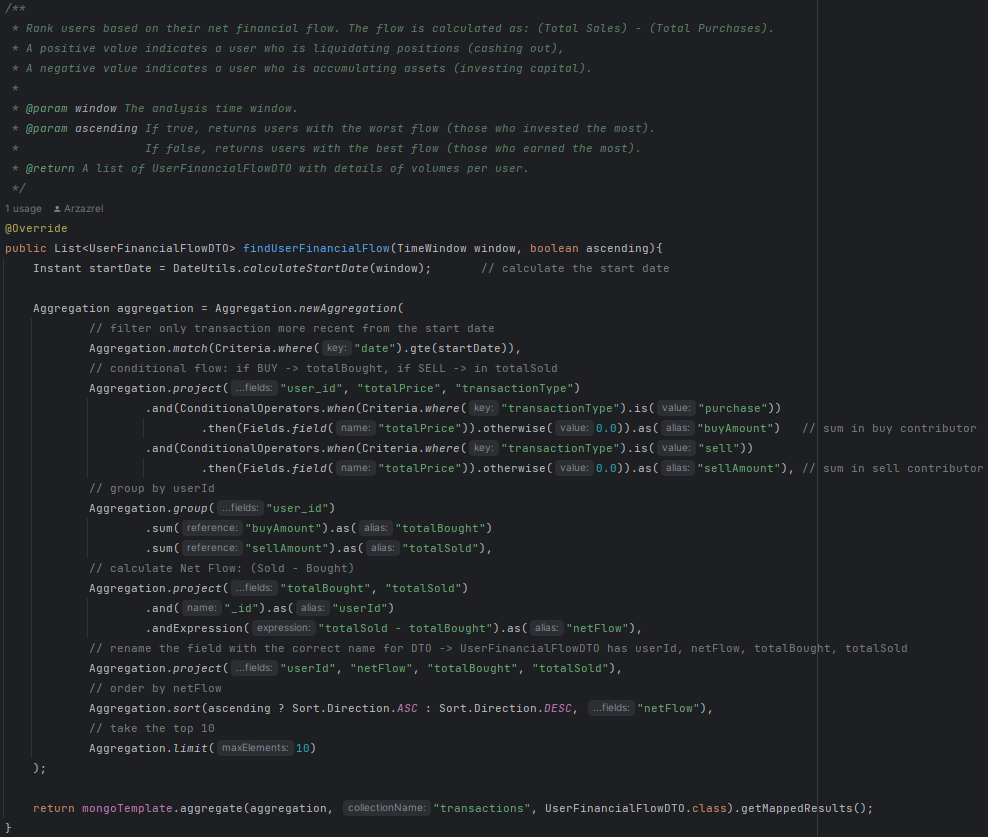 /**
 * Rank users based on their net financial flow. The flow is calculated as: (Total Sales) - (Total Purchases).
 * A positive value indicates a user who is liquidating positions (cashing out),
 * A negative value indicates a user who is accumulating assets (investing capital).
 *
 * @param window The analysis time window.
 * @param ascending If true, returns users with the worst flow (those who invested the most).
 *                  If false, returns users with the best flow (those who earned the most).
 * @return A list of UserFinancialFlowDTO with details of volumes per user.
 */
1 usage   Arzazrel
@Override
public List<UserFinancialFlowDTO> findUserFinancialFlow(TimeWindow window, boolean ascending){
    Instant startDate = DateUtils.calculateStartDate(window);       // calculate the start date

    Aggregation aggregation = Aggregation.newAggregation(
            // filter only transaction more recent from the start date
            Aggregation.match(Criteria.where( key: "date").gte(startDate)),
            // conditional flow: if BUY -> totalBought, if SELL -> in totalSold
            Aggregation.project( ...fields: "user_id", "totalPrice", "transactionType")
                    .and(ConditionalOperators.when(Criteria.where( key: "transactionType").is( value: "purchase"))
                            .then(Fields.field( name: "totalPrice")).otherwise( value: 0.0)).as( alias: "buyAmount")   // sum in buy contributor
                    .and(ConditionalOperators.when(Criteria.where( key: "transactionType").is( value: "sell"))
                            .then(Fields.field( name: "totalPrice")).otherwise( value: 0.0)).as( alias: "sellAmount"), // sum in sell contributor
            // group by userId
            Aggregation.group( ...fields: "user_id")
                    .sum( reference: "buyAmount").as( alias: "totalBought")
                    .sum( reference: "sellAmount").as( alias: "totalSold"),
            // calculate Net Flow: (Sold - Bought)
            Aggregation.project( ...fields: "totalBought", "totalSold")
                    .and( name: "_id").as( alias: "userId")
                    .andExpression( expression: "totalSold - totalBought").as( alias: "netFlow"),
            // rename the field with the correct name for DTO -> UserFinancialFlowDTO has userId, netFlow, totalBought, totalSold
            Aggregation.project( ...fields: "userId", "netFlow", "totalBought", "totalSold"),
            // order by netFlow
            Aggregation.sort(ascending ? Sort.Direction.ASC : Sort.Direction.DESC, ...fields: "netFlow"),
            // take the top 10
            Aggregation.limit( maxElements: 10)
    );

    return mongoTemplate.aggregate(aggregation, collectionName: "transactions", UserFinancialFlowDTO.class).getMappedResults();
}